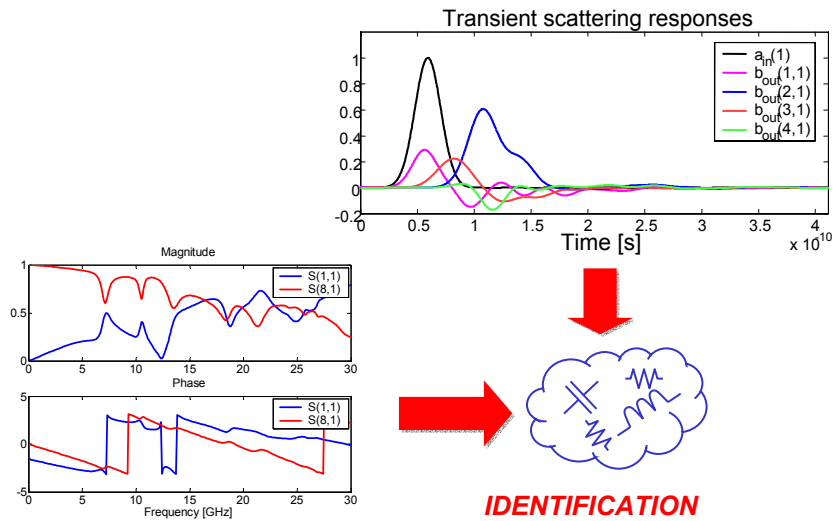 Transient scattering responses
a_in(1)
b_out(1,1)
b_out(2,1)
b_out(3,1)
b_out(4,1)
1
0.8
0.6
0.4
0.2
0
-0.2
0 0.5 1 1.5 2 2.5 3 3.5 4
Time [s]
x 10^10
Magnitude
S(1,1)
S(8,1)
1
0.5
0
0 5 10 15 20 25 30
Phase
S(1,1)
S(8,1)
5
0
-5
0 5 10 15 20 25 30
Frequency [GHz]
IDENTIFICATION